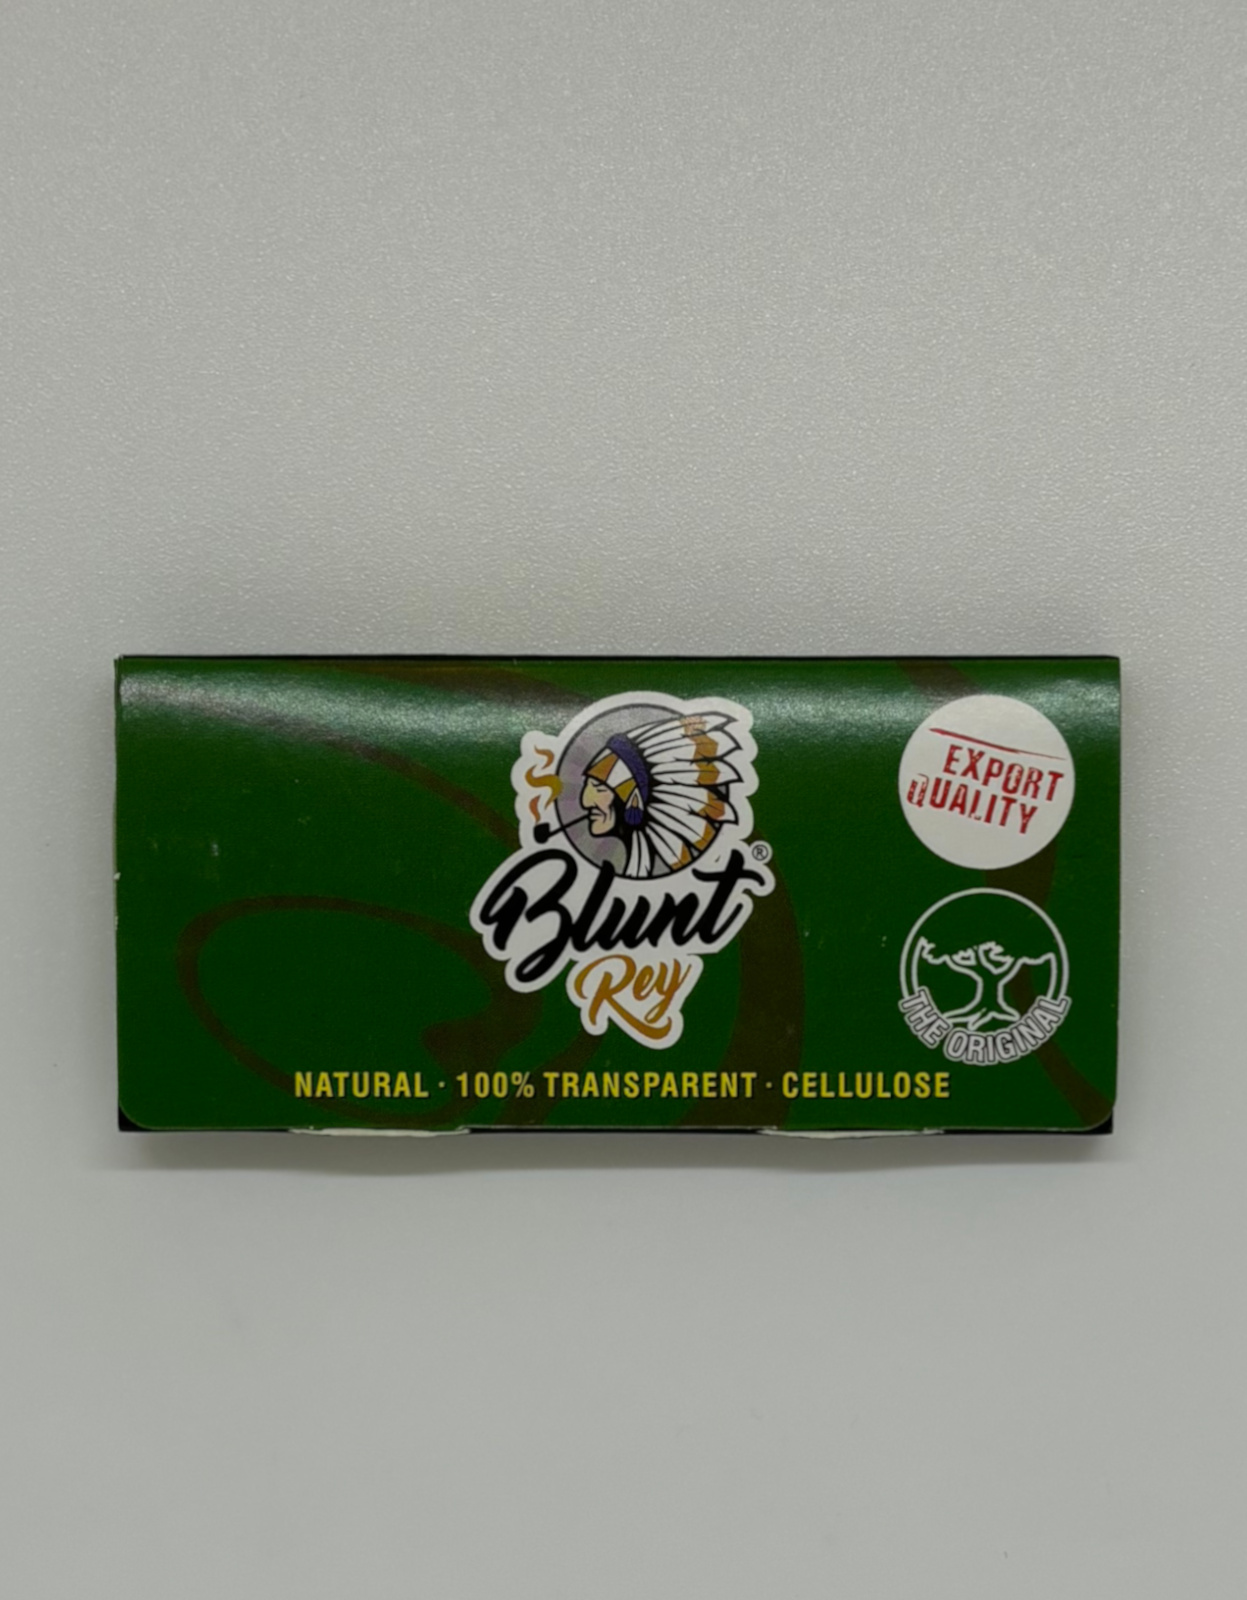 EXPORT
QUALITY
Blunt®
Rey
THE ORIGINAL
NATURAL · 100% TRANSPARENT · CELLULOSE